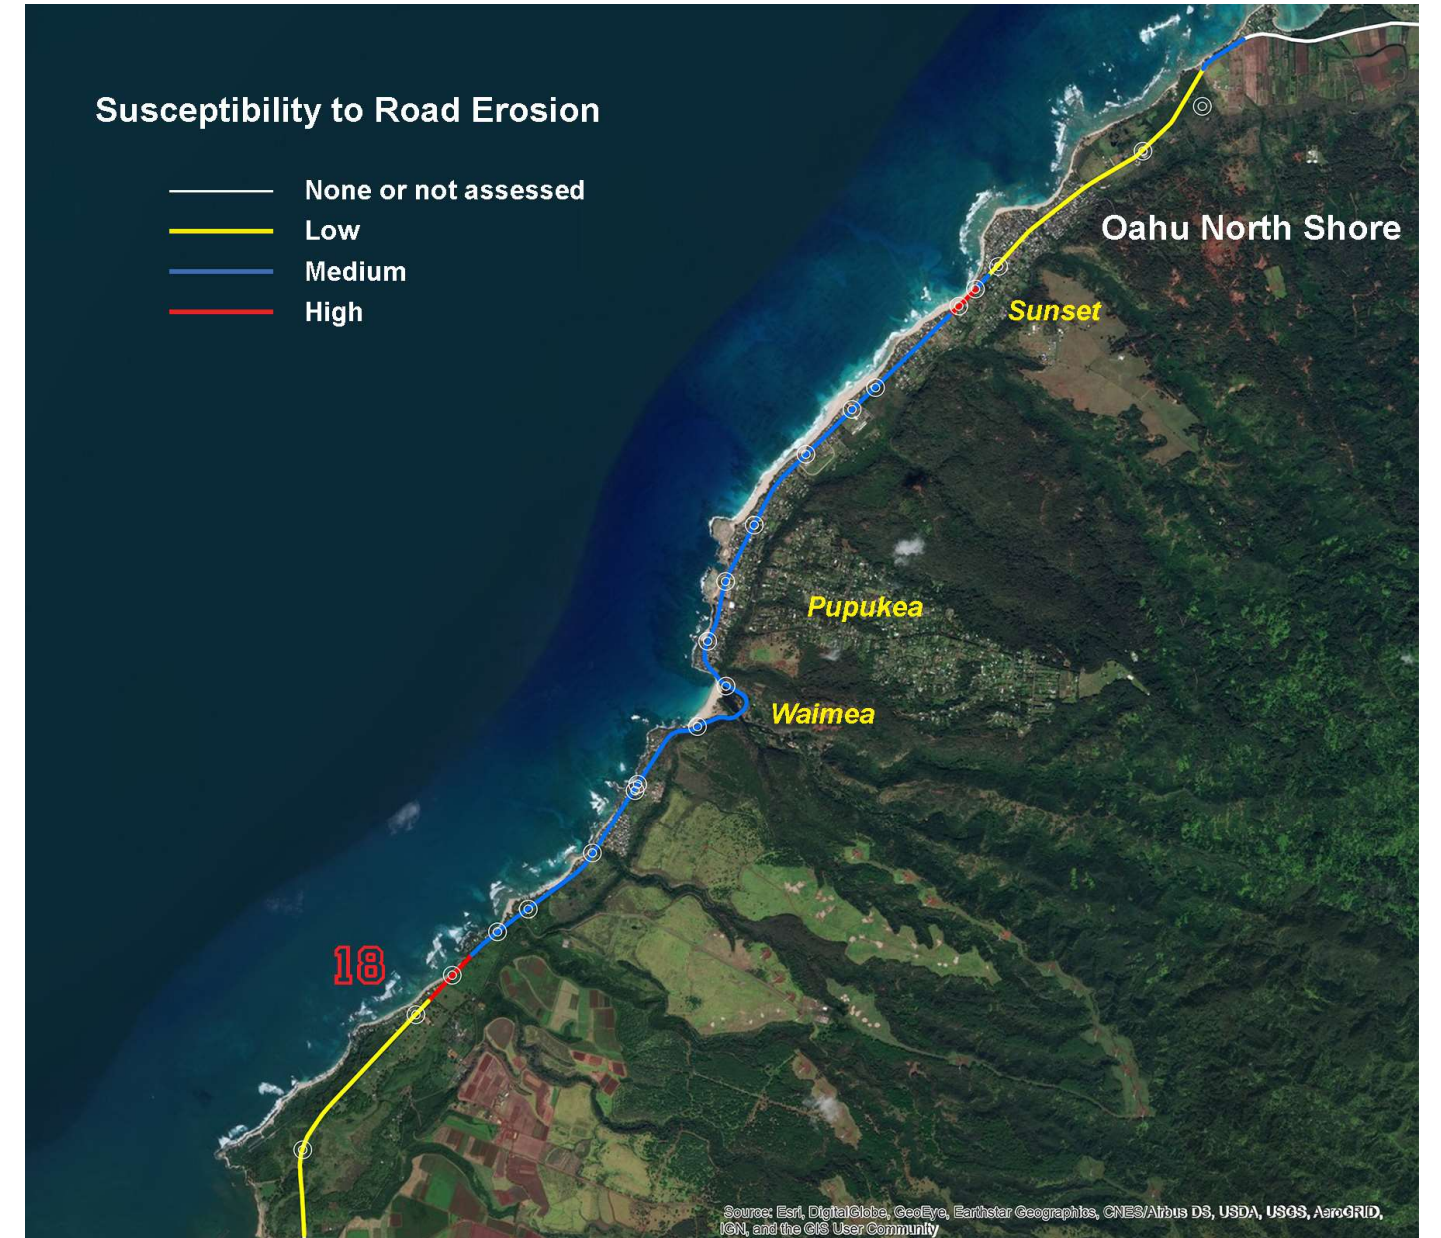 Susceptibility to Road Erosion
None or not assessed
Low
Medium
High
Oahu North Shore
Sunset
Pupukea
Waimea
18
Source: Esri, DigitalGlobe, GeoEye, Earthstar Geographics, CNES/Airbus DS, USDA, USGS, AeroGRID,
IGN, and the GIS User Community